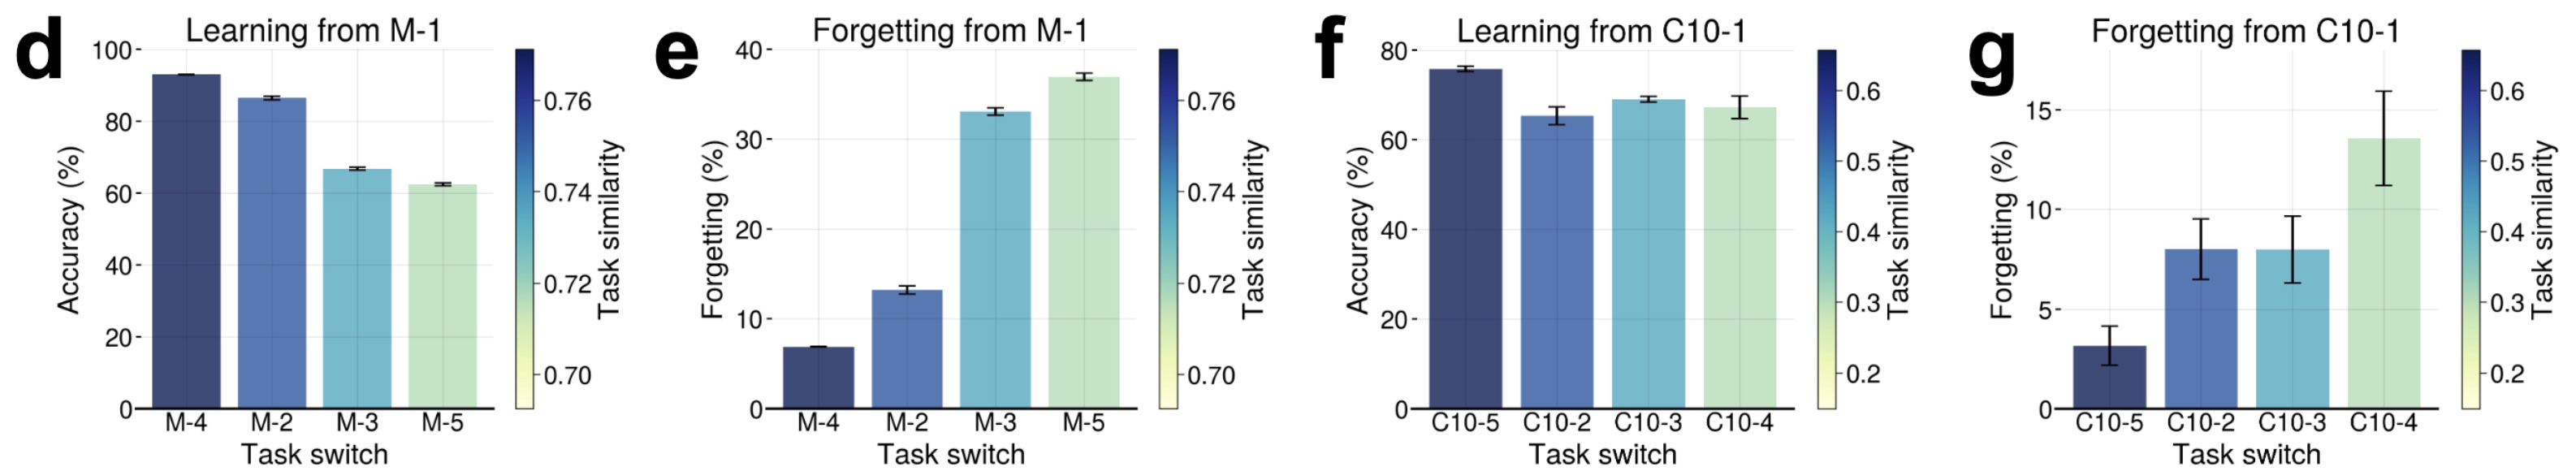 d
Learning from M-1
Accuracy (%)
100
80
60
40
20
0
M-4 M-2 M-3 M-5
Task switch
0.76
0.74
0.72
0.70
Task similarity
e
Forgetting from M-1
Forgetting (%)
40
30
20
10
0
M-4 M-2 M-3 M-5
Task switch
0.76
0.74
0.72
0.70
Task similarity
f
Learning from C10-1
Accuracy (%)
80
60
40
20
0
C10-5 C10-2 C10-3 C10-4
Task switch
0.6
0.5
0.4
0.3
0.2
Task similarity
g
Forgetting from C10-1
Forgetting (%)
15
10
5
0
C10-5 C10-2 C10-3 C10-4
Task switch
0.6
0.5
0.4
0.3
0.2
Task similarity